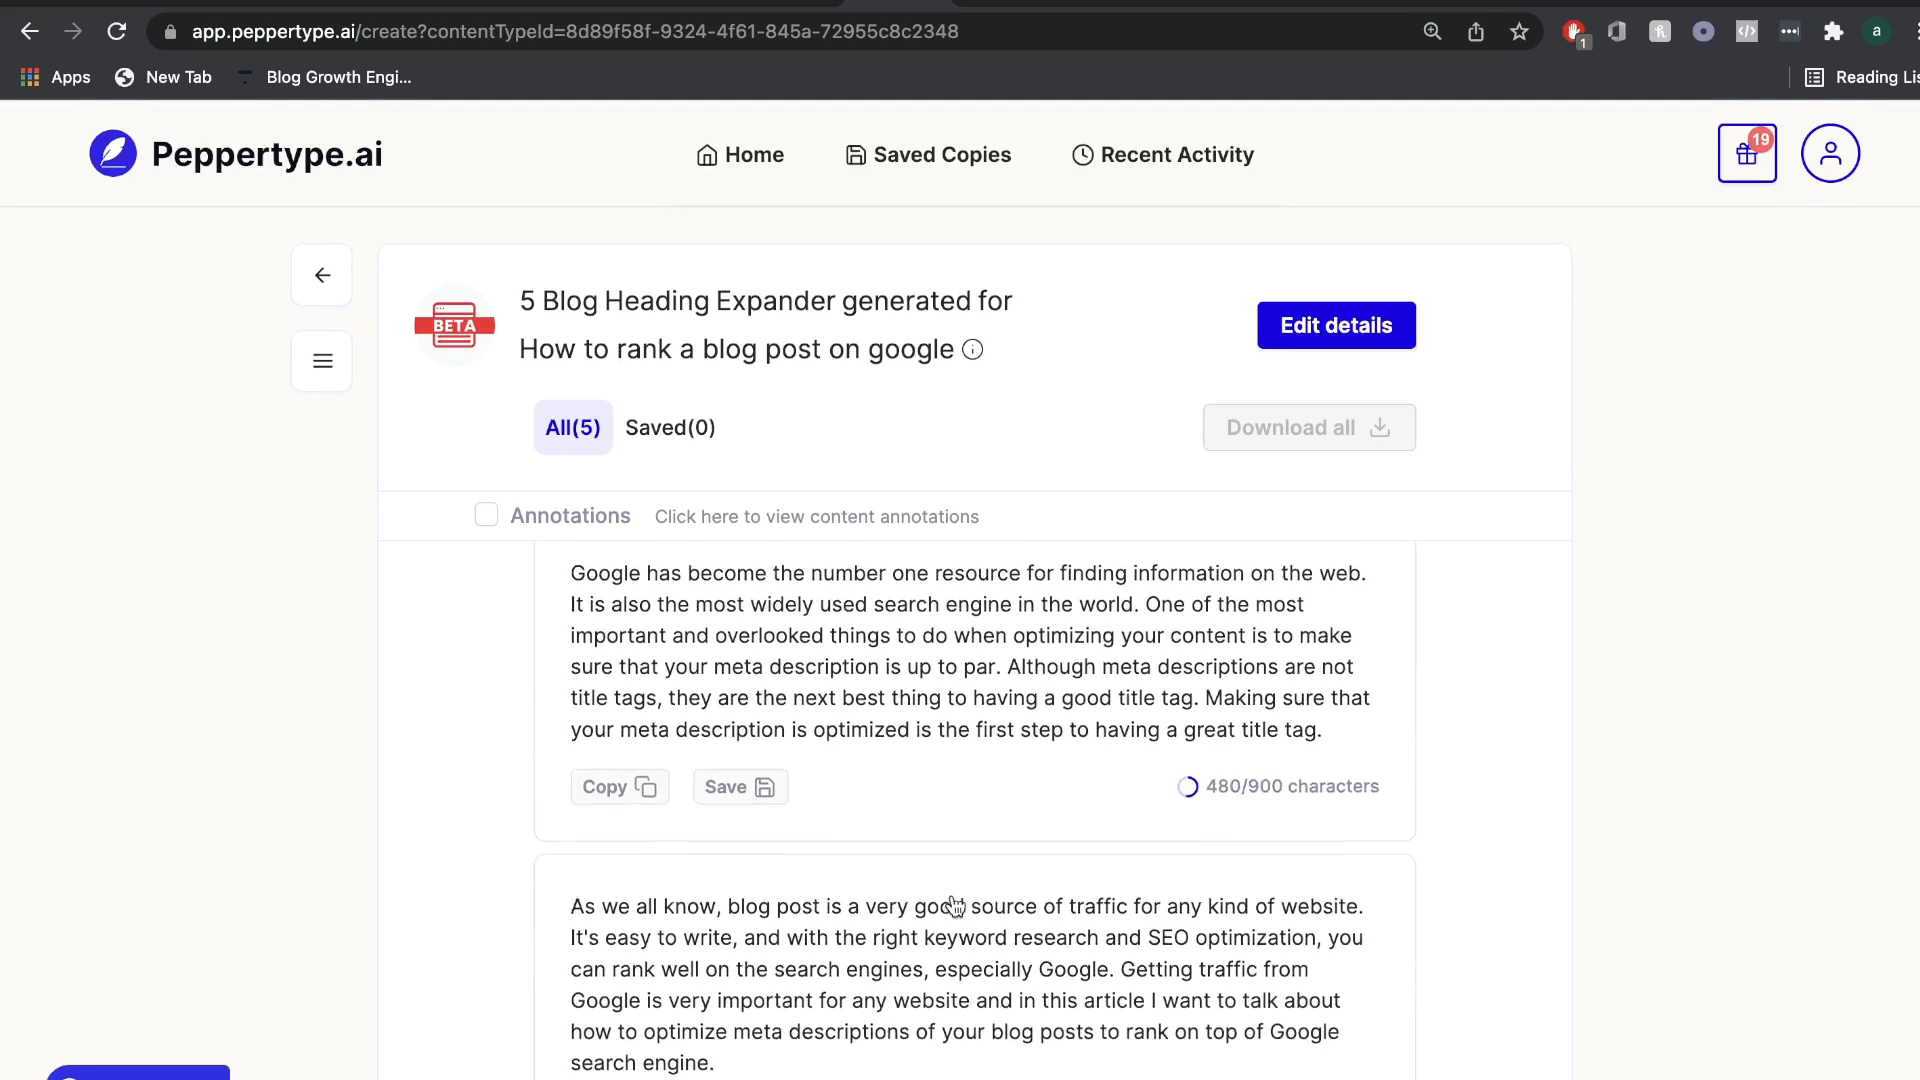 app.peppertype.ai/create?contentTypeId=8d89f58f-9324-4f61-845a-72955c8c2348
1
a
Apps
New Tab
Blog Growth Engi...
Reading Lis
Peppertype.ai
Home
Saved Copies
Recent Activity
19
BETA
5 Blog Heading Expander generated for
How to rank a blog post on google
Edit details
All(5)
Saved(0)
Download all
Annotations
Click here to view content annotations
Google has become the number one resource for finding information on the web.
It is also the most widely used search engine in the world. One of the most
important and overlooked things to do when optimizing your content is to make
sure that your meta description is up to par. Although meta descriptions are not
title tags, they are the next best thing to having a good title tag. Making sure that
your meta description is optimized is the first step to having a great title tag.
Copy
Save
480/900 characters
As we all know, blog post is a very good source of traffic for any kind of website.
It's easy to write, and with the right keyword research and SEO optimization, you
can rank well on the search engines, especially Google. Getting traffic from
Google is very important for any website and in this article I want to talk about
how to optimize meta descriptions of your blog posts to rank on top of Google
search engine.